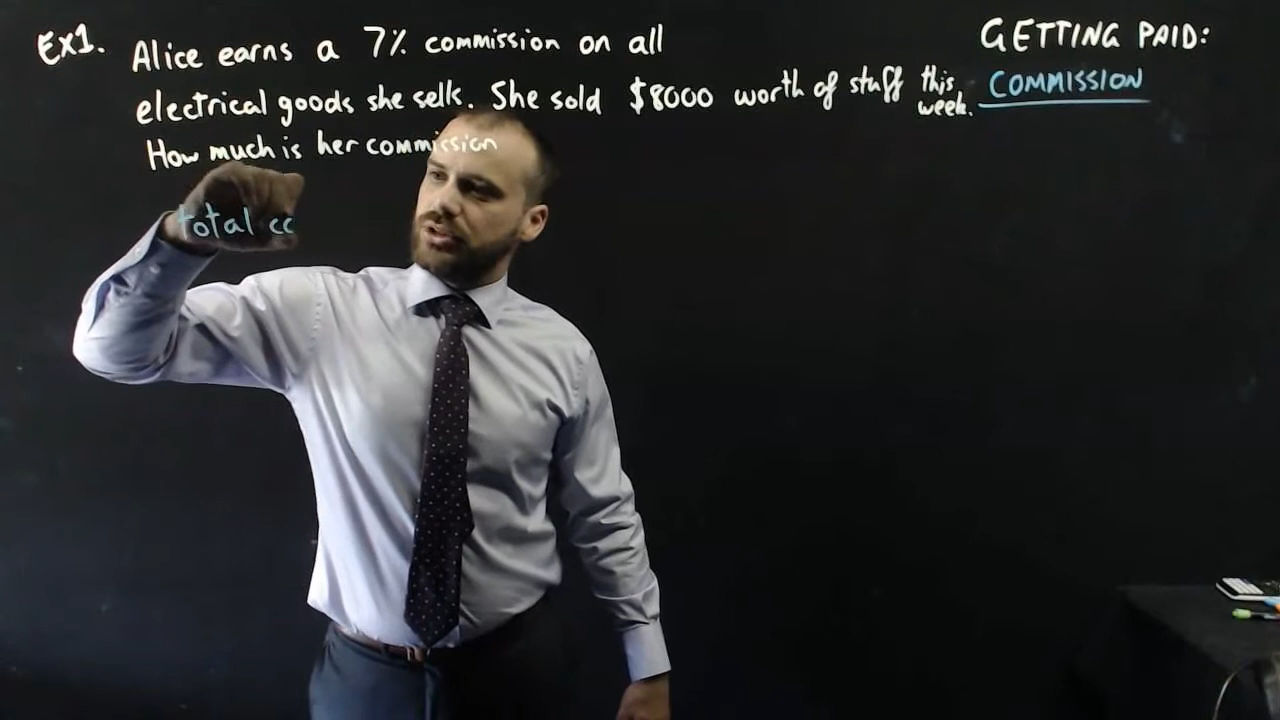 Ex1. Alice earns a 7% commission on all
electrical goods she sells. She sold $8000 worth of stuff this week.
How much is her commission
total cc
GETTING PAID:
COMMISSION